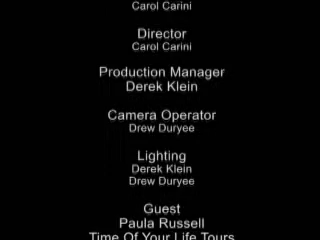 Carol Carini
Director
Carol Carini
Production Manager
Derek Klein
Camera Operator
Drew Duryee
Lighting
Derek Klein
Drew Duryee
Guest
Paula Russell
Time Of Your Life Tours